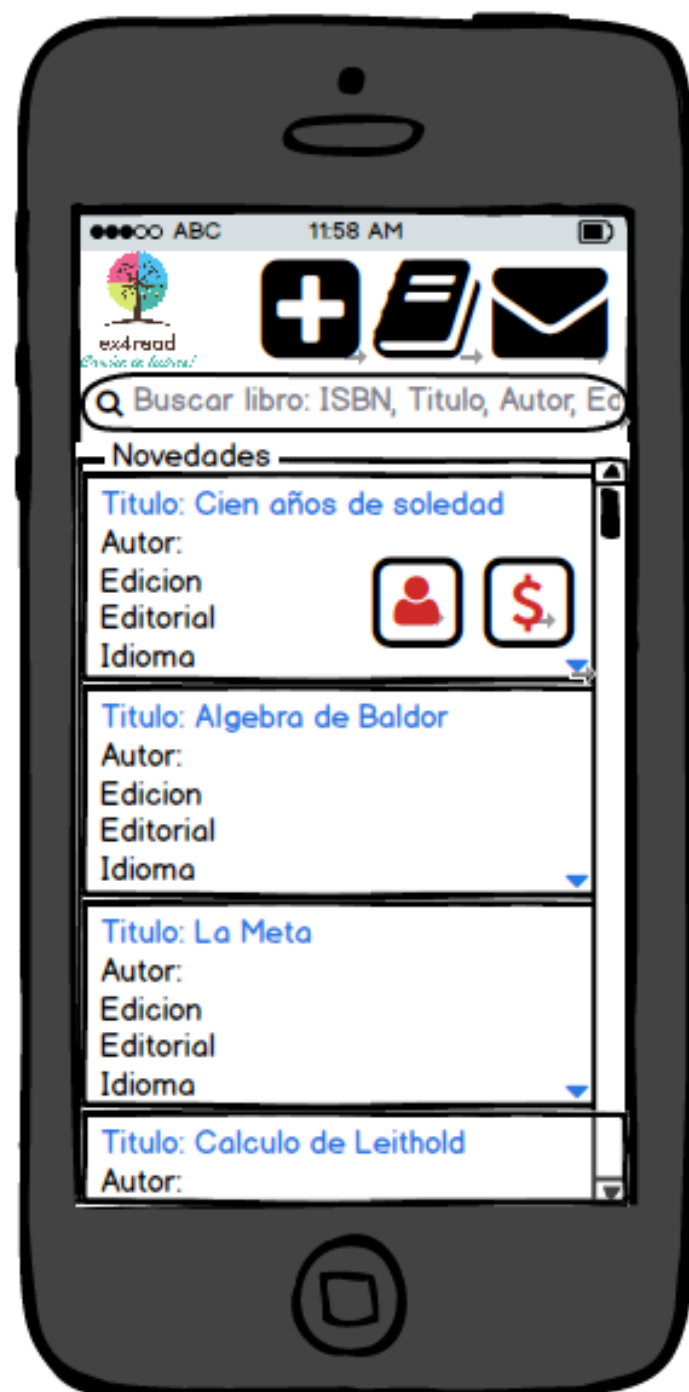 ABC 11:58 AM
ex4read
Buscar libro: ISBN, Titulo, Autor, Ed
Novedades
Titulo: Cien años de soledad
Autor:
Edicion
Editorial
Idioma
$
Titulo: Algebra de Baldor
Autor:
Edicion
Editorial
Idioma
Titulo: La Meta
Autor:
Edicion
Editorial
Idioma
Titulo: Calculo de Leithold
Autor: